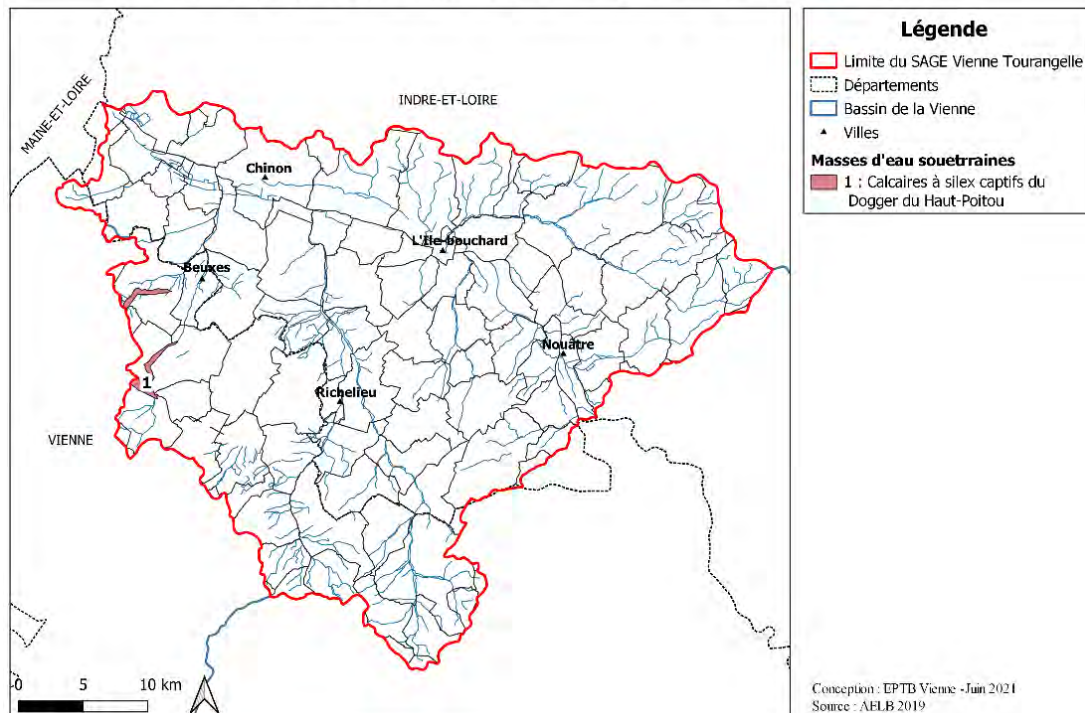 MAINE-ET-LOIRE
INDRE-ET-LOIRE
Chinon
L'Ile-bouchard
Beuxes
Nouâtre
1
Richelieu
VIENNE
0 5 10 km
Légende
Limite du SAGE Vienne Tourangelle
Départements
Bassin de la Vienne
Villes
Masses d'eau souetrraines
1 : Calcaires à silex captifs du
Dogger du Haut-Poitou
Conception : EPTB Vienne -Juin 2021
Source : AELB 2019